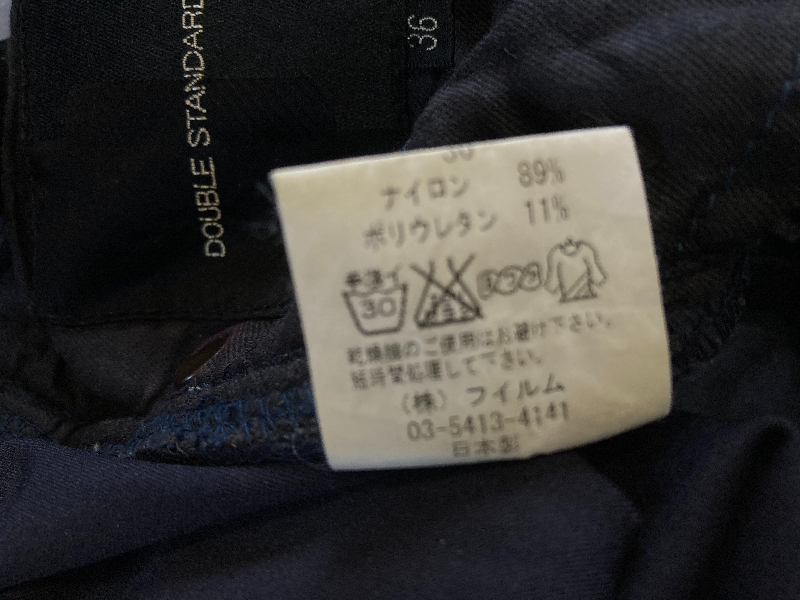 DOUBLE STANDARD
36
ナイロン 89%
ポリウレタン 11%
手洗イ
30
乾燥機のご使用はお避け下さい。
短時間処理して下さい。
(株)フイルム
03-5413-4141
日本製